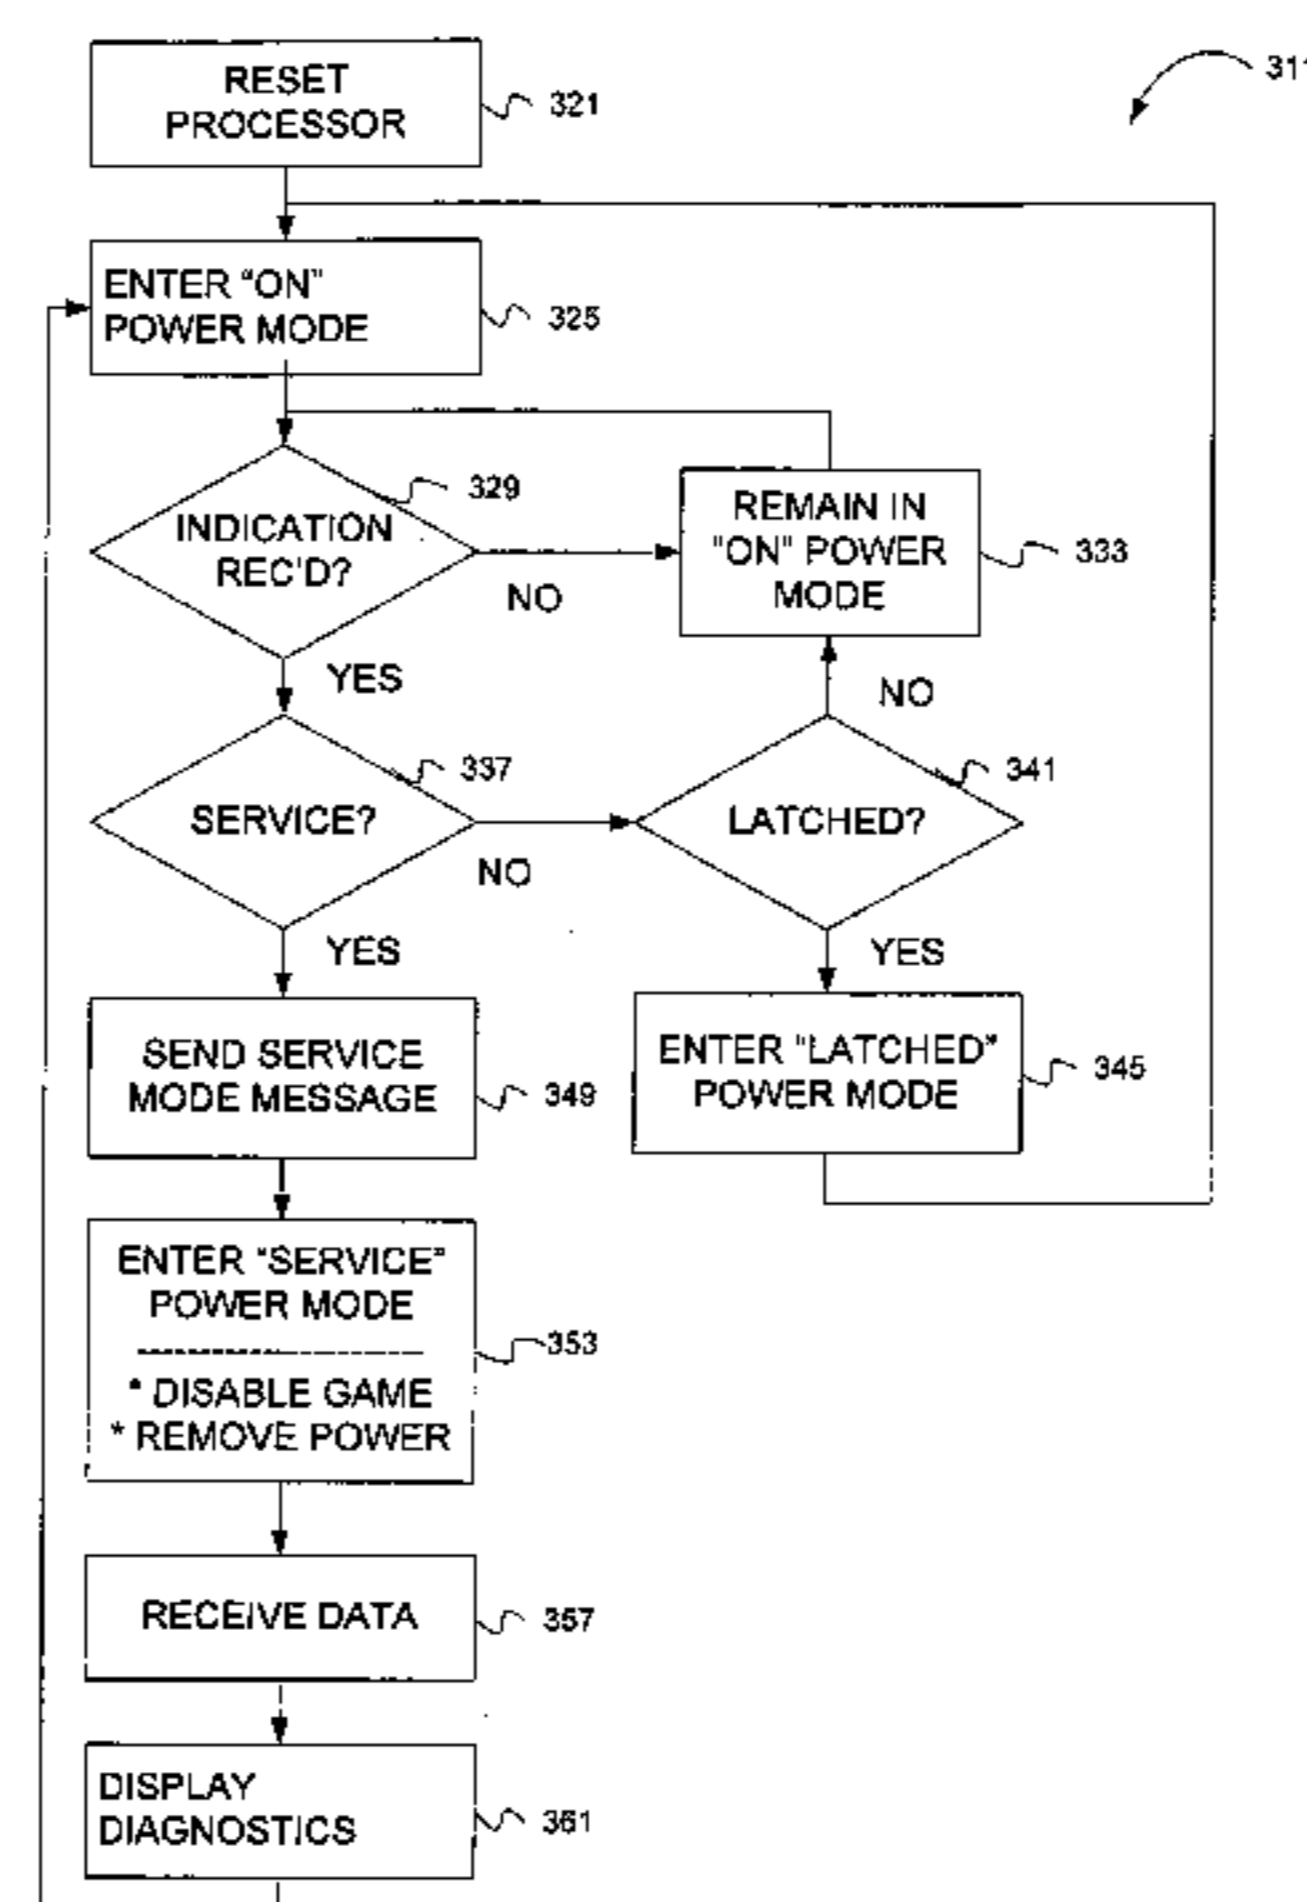 RESET
PROCESSOR
321
311
ENTER "ON"
POWER MODE
325
329
INDICATION
REC'D?
NO
YES
REMAIN IN
"ON" POWER
MODE
333
NO
337
SERVICE?
NO
YES
341
LATCHED?
YES
SEND SERVICE
MODE MESSAGE
349
ENTER "LATCHED"
POWER MODE
345
ENTER "SERVICE"
POWER MODE
* DISABLE GAME
* REMOVE POWER
353
RECEIVE DATA
357
DISPLAY
DIAGNOSTICS
361